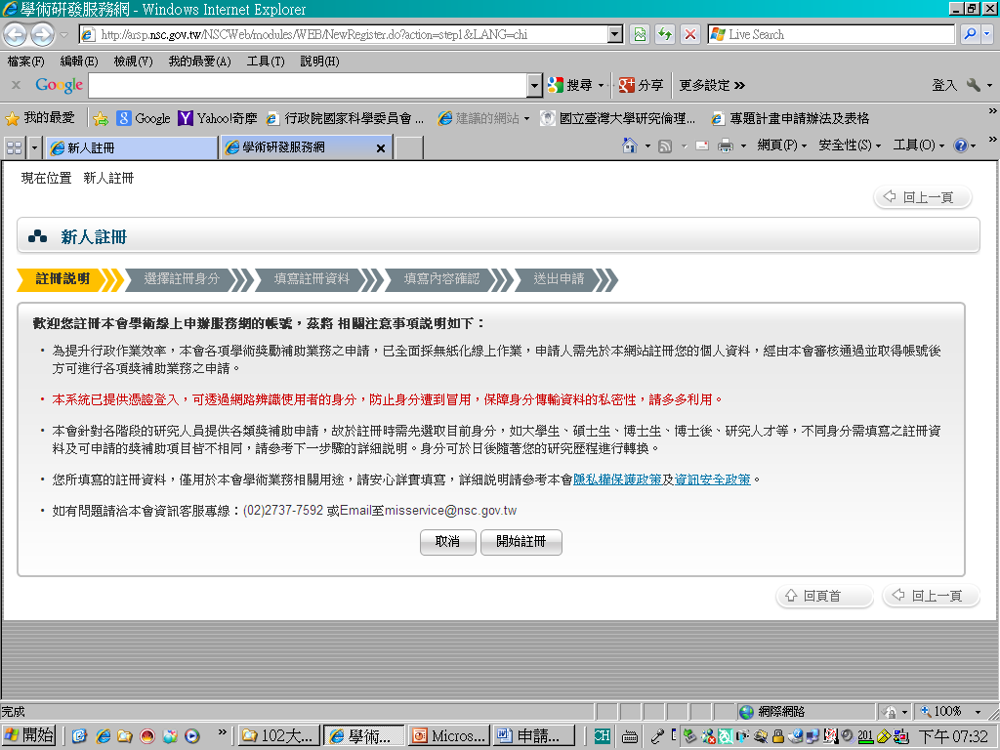 學術研發服務網 - Windows Internet Explorer
http://arsp.nsc.gov.tw/NSCWeb/modules/WEB/NewRegister.do?action=step1&LANG=chi
Live Search
檔案(F) 編輯(E) 檢視(V) 我的最愛(A) 工具(T) 說明(H)
Google 搜尋 分享 更多設定 » 登入
我的最愛 Google Yahoo!奇摩 行政院國家科學委員會 ... 建議的網站 國立臺灣大學研究倫理... 專題計畫申請辦法及表格
新人註冊 學術研發服務網 網頁(P) 安全性(S) 工具(O)
現在位置 新人註冊
回上一頁
新人註冊
註冊說明 選擇註冊身分 填寫註冊資料 填寫內容確認 送出申請
歡迎您註冊本會學術線上申辦服務網的帳號，茲將 相關注意事項說明如下：
• 為提升行政作業效率，本會各項學術獎勵補助業務之申請，已全面採無紙化線上作業，申請人需先於本網站註冊您的個人資料，經由本會審核通過並取得帳號後
方可進行各項獎補助業務之申請。
• 本系統已提供憑證登入，可透過網路辨識使用者的身分，防止身分遭到冒用，保障身分傳輸資料的私密性，請多多利用。
• 本會針對各階段的研究人員提供各類獎補助申請，故於註冊時需先選取目前身分，如大學生、碩士生、博士生、博士後、研究人才等，不同身分需填寫之註冊資
料及可申請的獎補助項目皆不相同，請參考下一步驟的詳細說明。身分可於日後隨著您的研究歷程進行轉換。
• 您所填寫的註冊資料，僅用於本會學術業務相關用途，請安心詳實填寫，詳細說明請參考本會隱私權保護政策及資訊安全政策。
• 如有問題請洽本會資訊客服專線：(02)2737-7592 或Email至misservice@nsc.gov.tw
取消 開始註冊
回頁首 回上一頁
完成 網際網路 100%
開始 » 102大... 學術... Micros... 申請... CH 201 下午 07:32